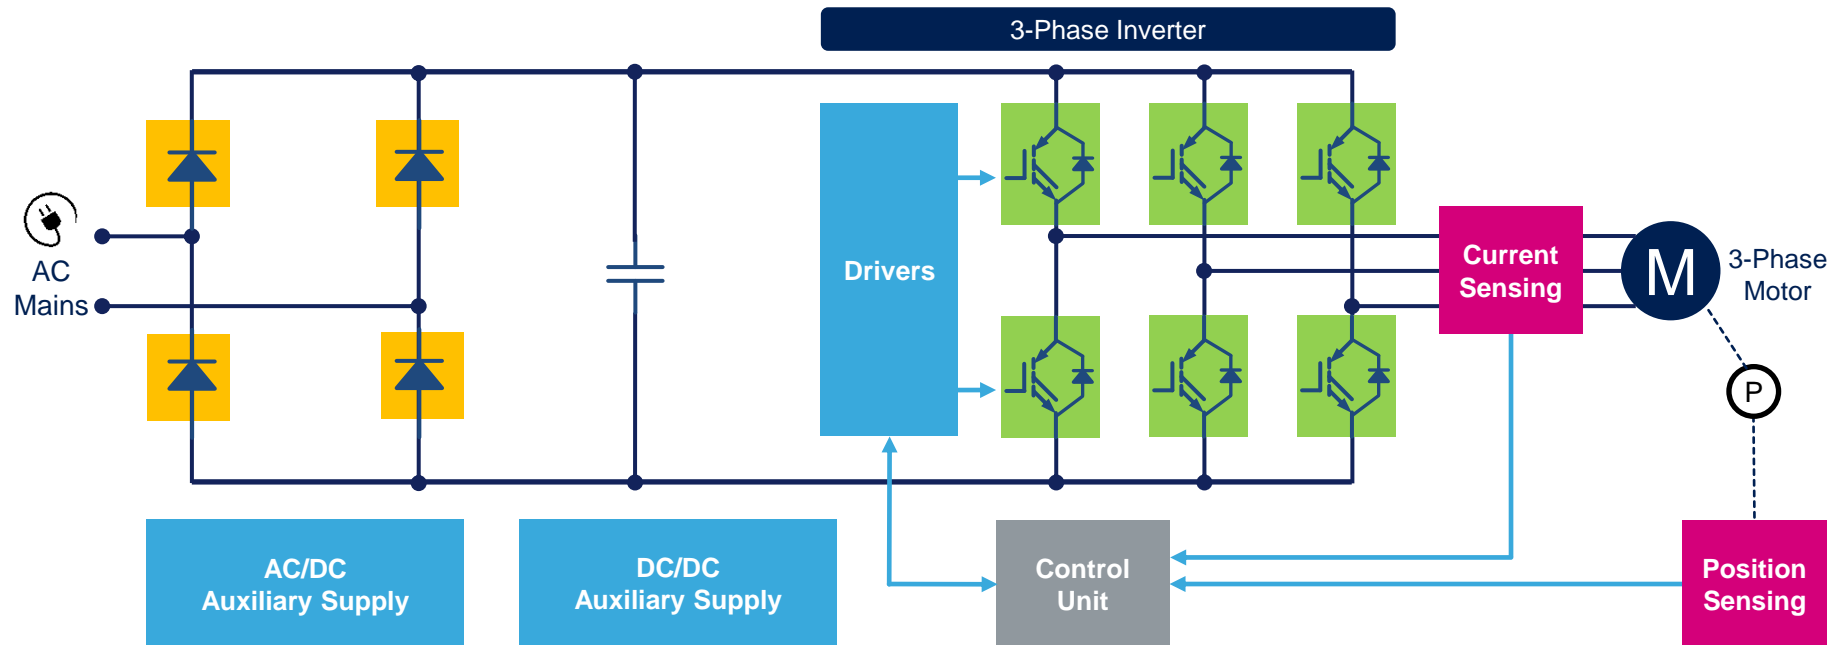 3-Phase Inverter
AC
Mains
Drivers
Current
Sensing
M
3-Phase
Motor
P
AC/DC
Auxiliary Supply
DC/DC
Auxiliary Supply
Control
Unit
Position
Sensing